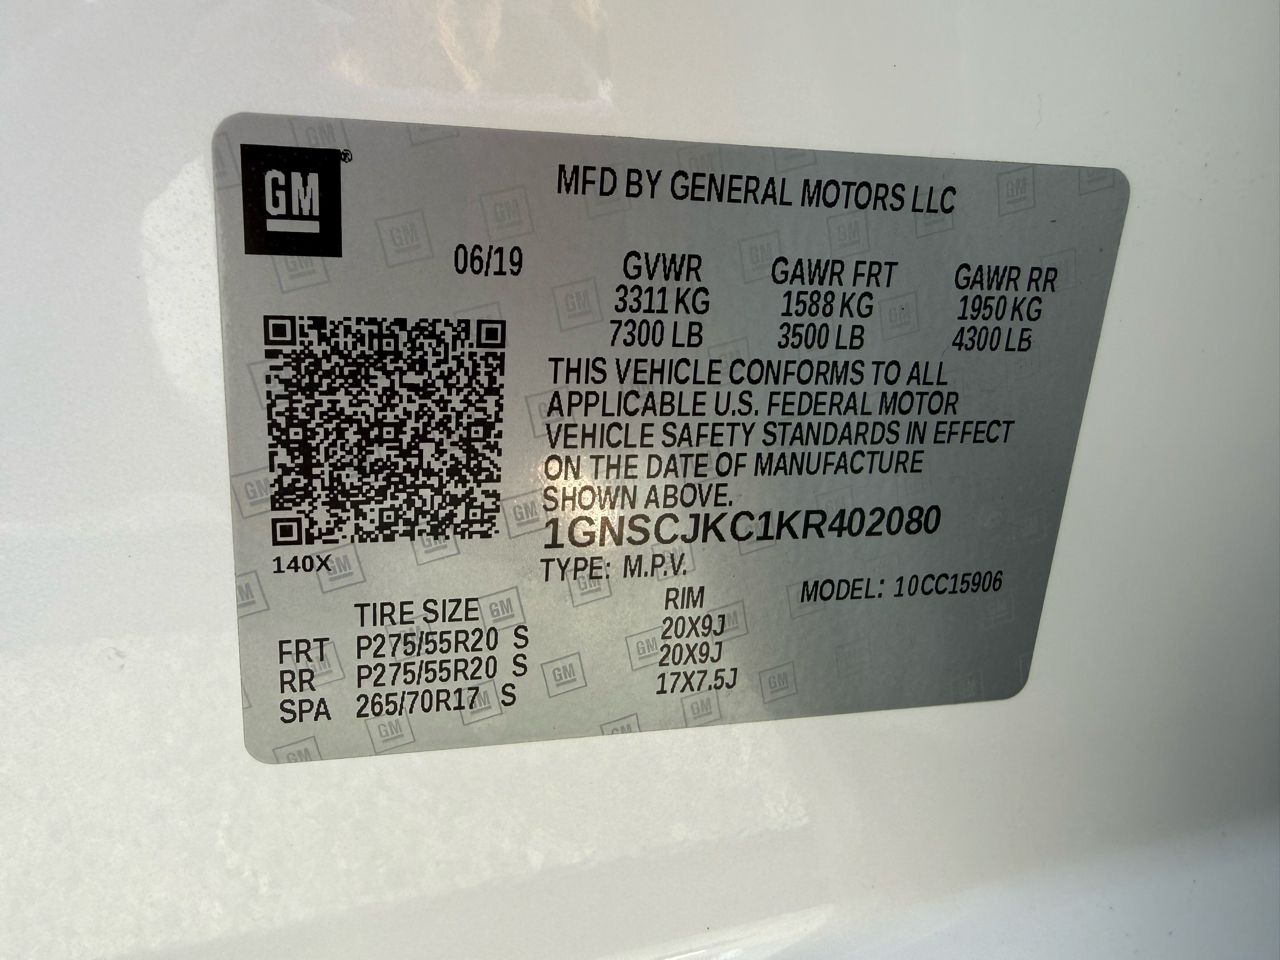 GM®
MFD BY GENERAL MOTORS LLC
06/19
GVWR GAWR FRT GAWR RR
3311 KG 1588 KG 1950 KG
7300 LB 3500 LB 4300 LB
THIS VEHICLE CONFORMS TO ALL
APPLICABLE U.S. FEDERAL MOTOR
VEHICLE SAFETY STANDARDS IN EFFECT
ON THE DATE OF MANUFACTURE
SHOWN ABOVE.
1GNSCJKC1KR402080
140X
TYPE: M.P.V. MODEL: 10CC15906
TIRE SIZE RIM
FRT P275/55R20 S 20X9J
RR P275/55R20 S 20X9J
SPA 265/70R17 S 17X7.5J